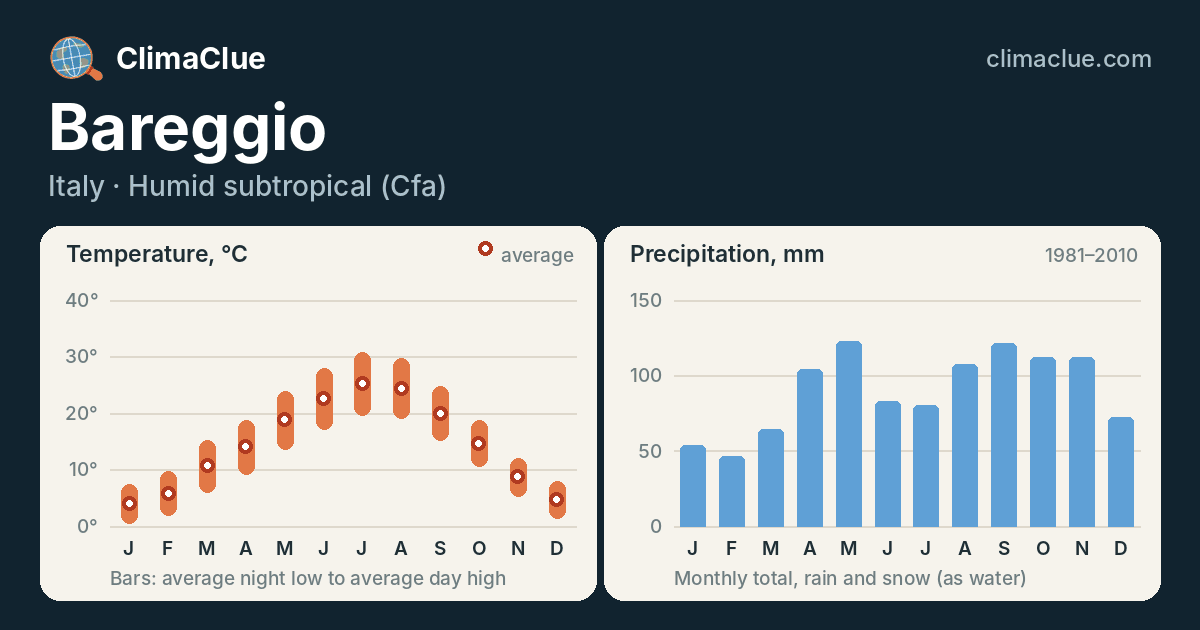 ClimaClue
climaclue.com
Bareggio
Italy · Humid subtropical (Cfa)
Temperature, °C
average
40°
30°
20°
10°
0°
J F M A M J J A S O N D
Bars: average night low to average day high
Precipitation, mm
1981–2010
150
100
50
0
J F M A M J J A S O N D
Monthly total, rain and snow (as water)